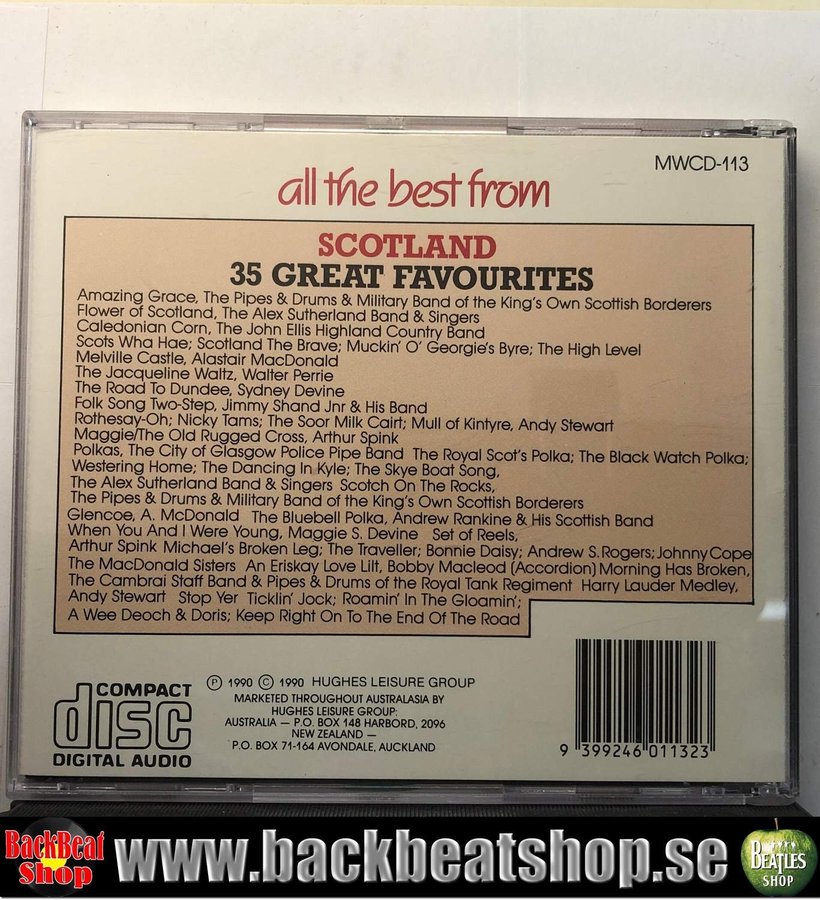 MWCD-113
all the best from
SCOTLAND
35 GREAT FAVOURITES
Amazing Grace, The Pipes & Drums & Military Band of the King's Own Scottish Borderers
Flower of Scotland, The Alex Sutherland Band & Singers
Caledonian Corn, The John Ellis Highland Country Band
Scots Wha Hae; Scotland The Brave; Muckin' O' Georgie's Byre; The High Level
Melville Castle, Alastair MacDonald
The Jacqueline Waltz, Walter Perrie
The Road To Dundee, Sydney Devine
Folk Song Two-Step, Jimmy Shand Jnr & His Band
Rothesay-Oh; Nicky Tams; The Soor Milk Cairt; Mull of Kintyre, Andy Stewart
Maggie/The Old Rugged Cross, Arthur Spink
Polkas, The City of Glasgow Police Pipe Band The Royal Scot's Polka; The Black Watch Polka;
Westering Home; The Dancing In Kyle; The Skye Boat Song,
The Alex Sutherland Band & Singers Scotch On The Rocks,
The Pipes & Drums & Military Band of the King's Own Scottish Borderers
Glencoe, A. McDonald The Bluebell Polka, Andrew Rankine & His Scottish Band
When You And I Were Young, Maggie S. Devine Set of Reels,
Arthur Spink Michael's Broken Leg; The Traveller; Bonnie Daisy; Andrew S. Rogers; Johnny Cope
The MacDonald Sisters An Eriskay Love Lilt, Bobby Macleod (Accordion) Morning Has Broken,
The Cambrai Staff Band & Pipes & Drums of the Royal Tank Regiment Harry Lauder Medley,
Andy Stewart Stop Yer Ticklin' Jock; Roamin' In The Gloamin';
A Wee Deoch & Doris; Keep Right On To The End Of The Road
COMPACT
disc
DIGITAL AUDIO
Ⓟ 1990 © 1990 HUGHES LEISURE GROUP
MARKETED THROUGHOUT AUSTRALASIA BY
HUGHES LEISURE GROUP:
AUSTRALIA — P.O. BOX 148 HARBORD, 2096
NEW ZEALAND —
P.O. BOX 71-164 AVONDALE, AUCKLAND
9 399246 011323
BackBeat
Shop
www.backbeatshop.se
BEATLES
SHOP